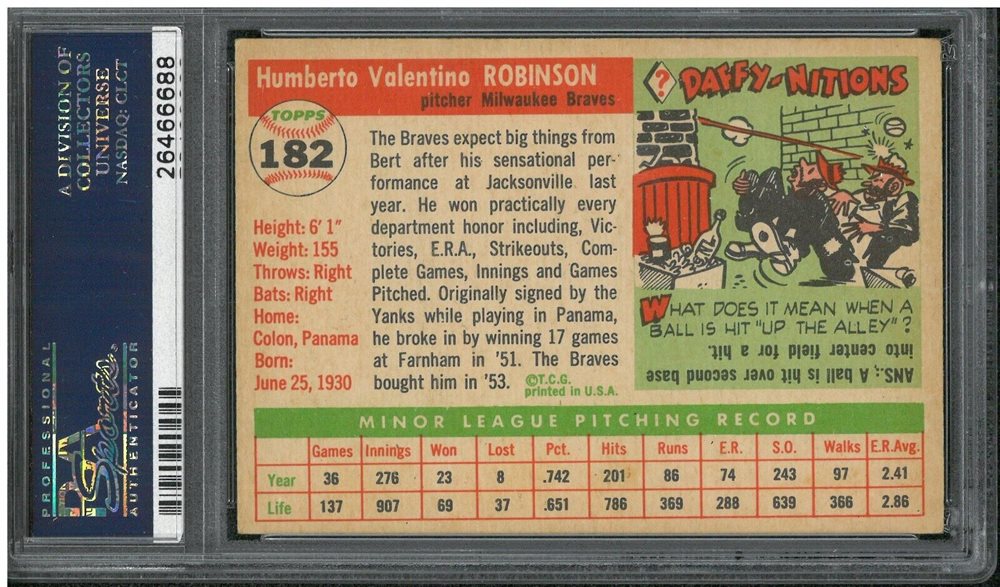 A DIVISION OF
COLLECTORS
UNIVERSE
NASDAQ: CLCT
26466688
PROFESSIONAL
Sports
AUTHENTICATOR
Humberto Valentino ROBINSON
pitcher Milwaukee Braves
TOPPS
182
Height: 6' 1"
Weight: 155
Throws: Right
Bats: Right
Home:
Colon, Panama
Born:
June 25, 1930
The Braves expect big things from
Bert after his sensational per-
formance at Jacksonville last
year. He won practically every
department honor including, Vic-
tories, E.R.A., Strikeouts, Com-
plete Games, Innings and Games
Pitched. Originally signed by the
Yanks while playing in Panama,
he broke in by winning 17 games
at Farnham in '51. The Braves
bought him in '53.
©T.C.G.
printed in U.S.A.
? DAFFY-NITIONS
WHAT DOES IT MEAN WHEN A
BALL IS HIT "UP THE ALLEY"?
ANS.: A ball is hit over second base
into center field for a hit.
MINOR LEAGUE PITCHING RECORD
Games Innings Won Lost Pct. Hits Runs E.R. S.O. Walks E.R.Avg.
Year 36 276 23 8 .742 201 86 74 243 97 2.41
Life 137 907 69 37 .651 786 369 288 639 366 2.86